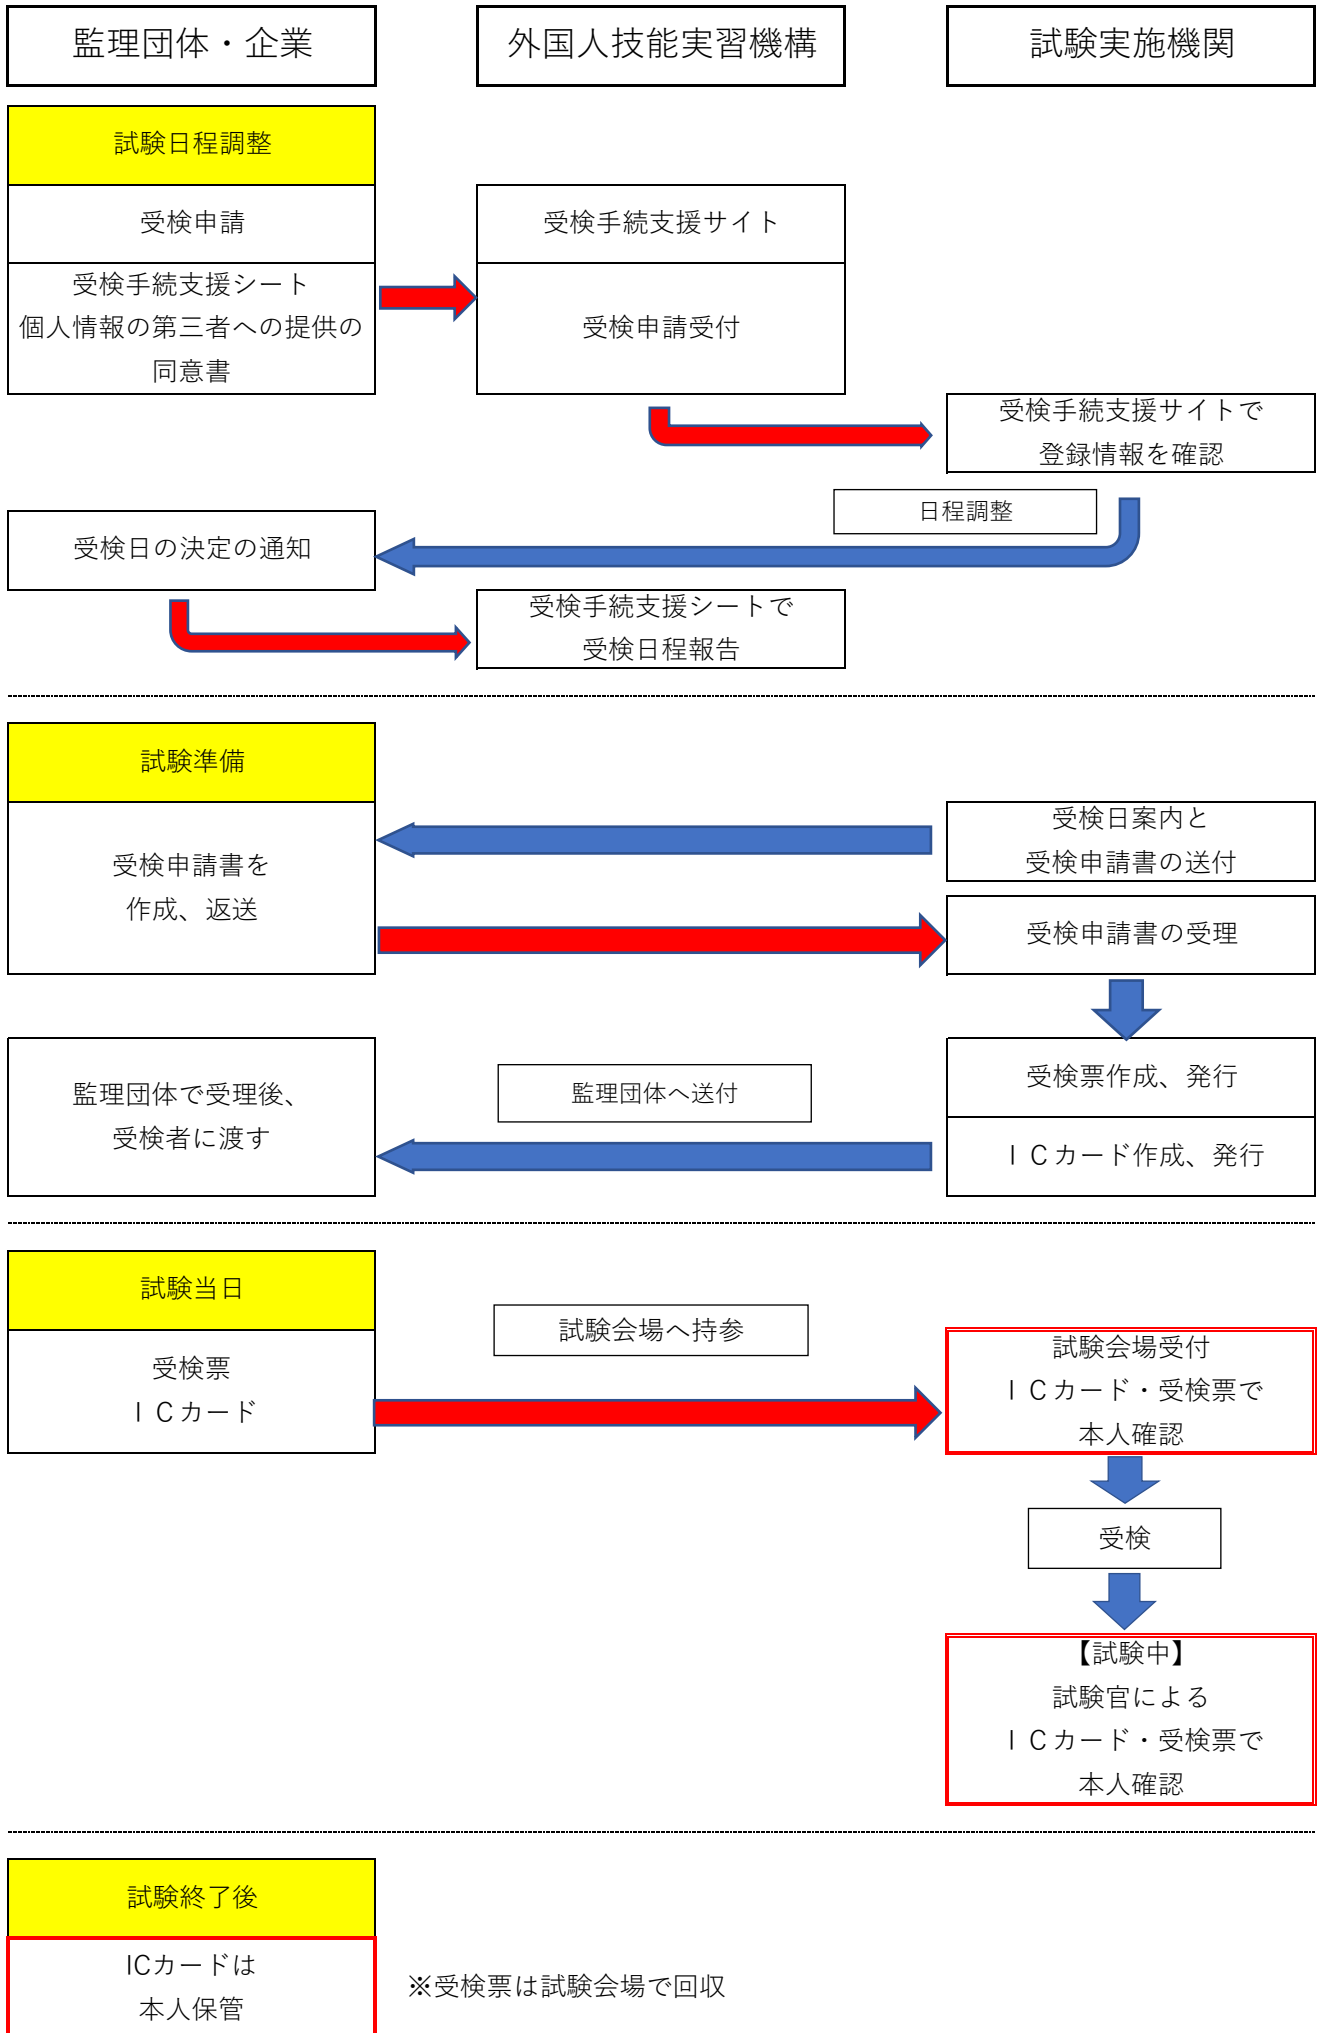 監理団体・企業
外国人技能実習機構
試験実施機関
試験日程調整
受検申請
受検手続支援サイト
受検手続支援シート
個人情報の第三者への提供の
同意書
受検申請受付
受検手続支援サイトで
登録情報を確認
日程調整
受検日の決定の通知
受検手続支援シートで
受検日程報告
試験準備
受検日案内と
受検申請書の送付
受検申請書を
作成、返送
受検申請書の受理
監理団体で受理後、
受検者に渡す
監理団体へ送付
受検票作成、発行
ＩＣカード作成、発行
試験当日
試験会場へ持参
受検票
ＩＣカード
試験会場受付
ＩＣカード・受検票で
本人確認
受検
【試験中】
試験官による
ＩＣカード・受検票で
本人確認
試験終了後
ICカードは
本人保管
※受検票は試験会場で回収